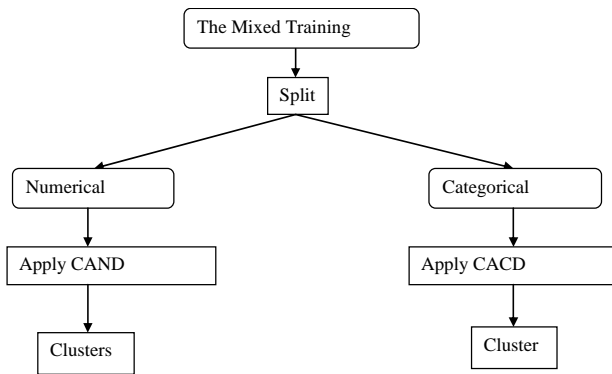 The Mixed Training
Split
Numerical
Categorical
Apply CAND
Apply CACD
Clusters
Cluster